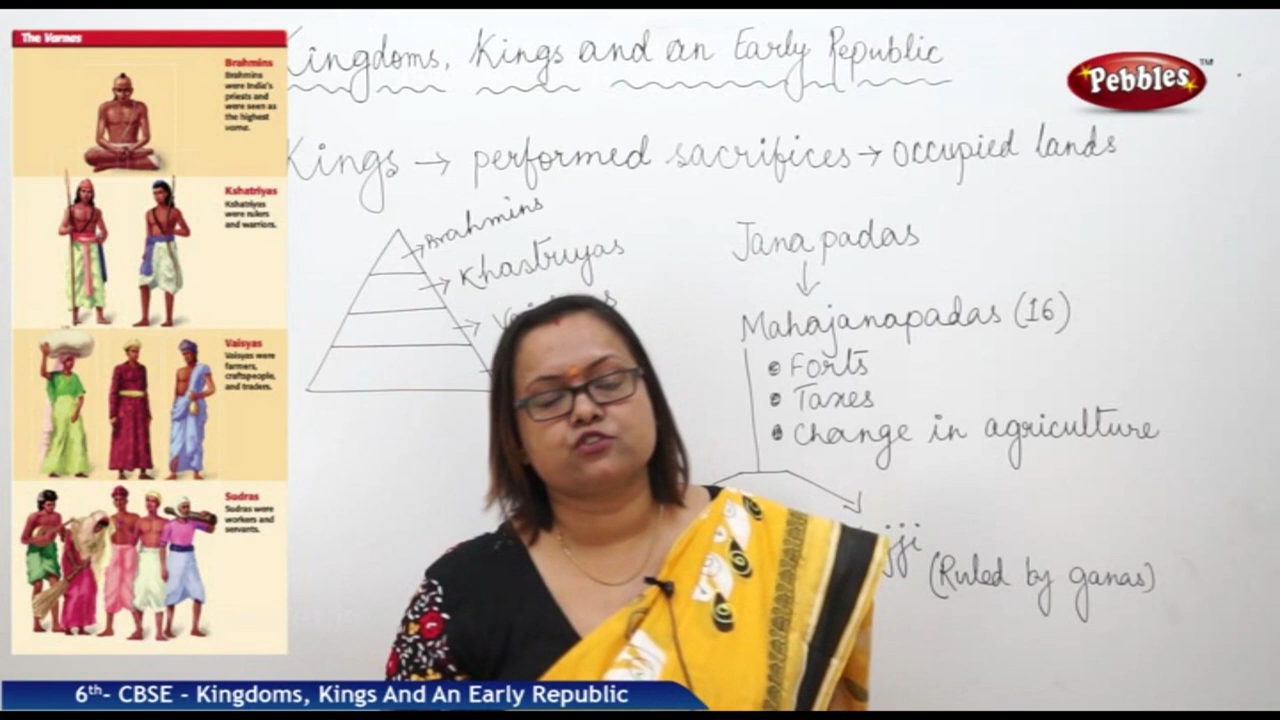 The Varnas
Brahmins
Brahmins
were India's
priests and
were seen as
the highest
varna.
Kshatriyas
Kshatriyas
were rulers
and warriors.
Vaisyas
Vaisyas were
farmers,
craftspeople,
and traders.
Sudras
Sudras were
workers and
servants.
Kingdoms, Kings and an Early Republic
Pebbles™
Kings → performed sacrifices → occupied lands
→ Brahmins
→ Khastriyas
→
Janapadas
↓
Mahajanapadas (16)
• Forts
• Taxes
• Change in agriculture
jji
(Ruled by ganas)
6th- CBSE - Kingdoms, Kings And An Early Republic